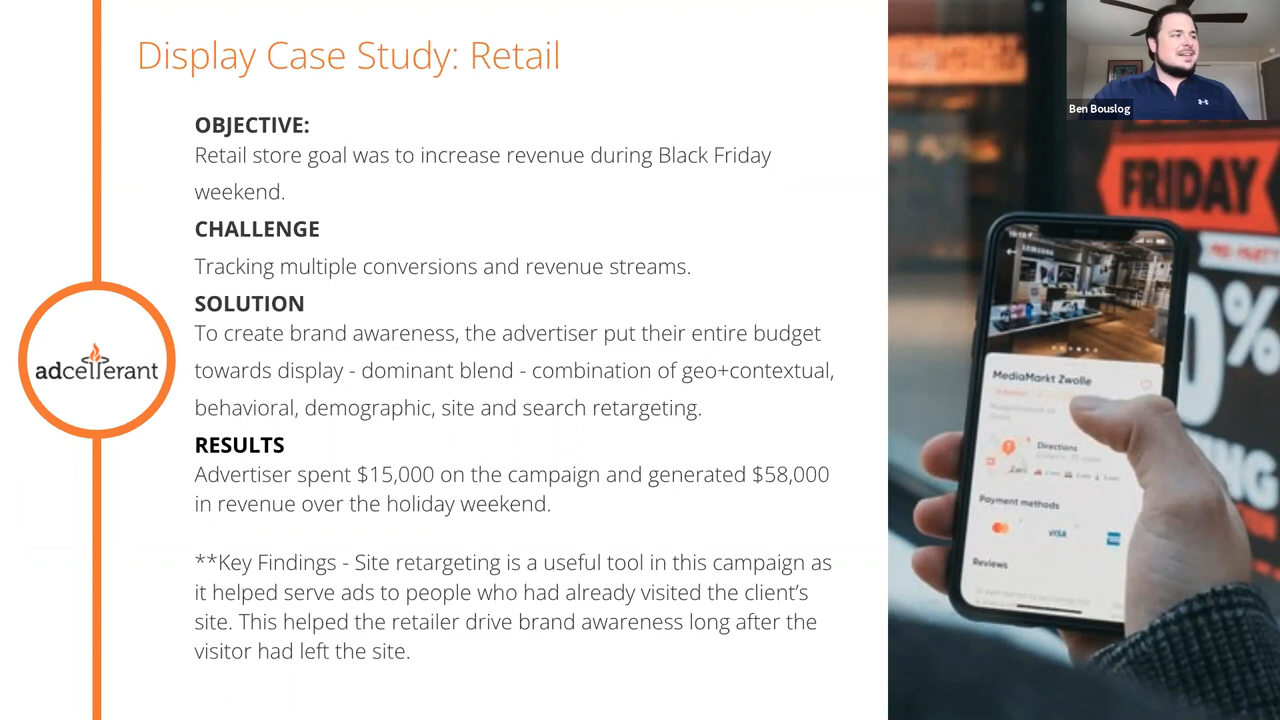 Display Case Study: Retail
OBJECTIVE:
Retail store goal was to increase revenue during Black Friday
weekend.
CHALLENGE
Tracking multiple conversions and revenue streams.
SOLUTION
To create brand awareness, the advertiser put their entire budget
towards display - dominant blend - combination of geo+contextual,
behavioral, demographic, site and search retargeting.
RESULTS
Advertiser spent $15,000 on the campaign and generated $58,000
in revenue over the holiday weekend.
**Key Findings - Site retargeting is a useful tool in this campaign as
it helped serve ads to people who had already visited the client’s
site. This helped the retailer drive brand awareness long after the
visitor had left the site.
adcellerant
Ben Bouslog
FRIDAY
0%
NG
SAMSUNG
MediaMarkt Zwolle
Directions
Payment methods
VISA
Reviews